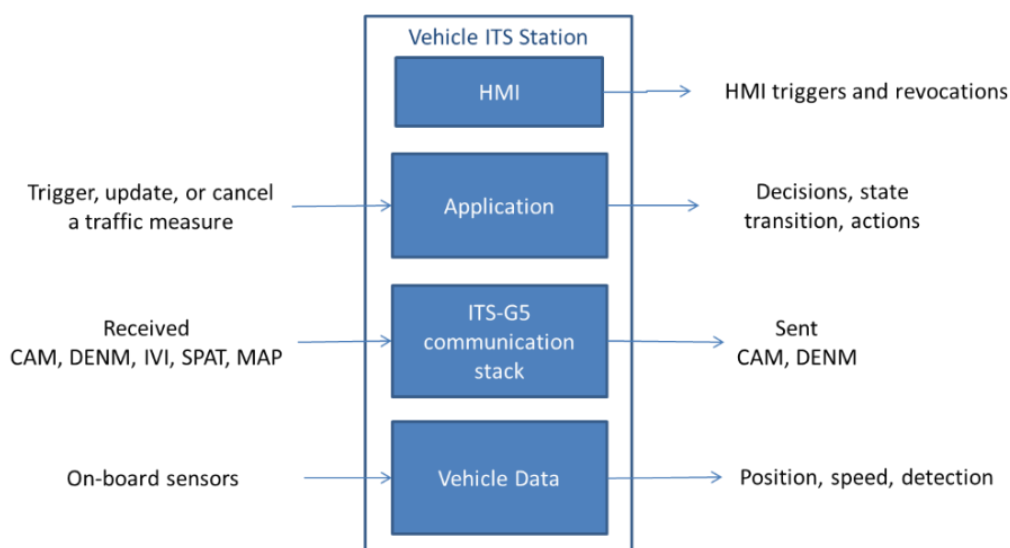 Vehicle ITS Station
HMI
HMI triggers and revocations
Trigger, update, or cancel
a traffic measure
Application
Decisions, state
transition, actions
Received
CAM, DENM, IVI, SPAT, MAP
ITS-G5
communication
stack
Sent
CAM, DENM
On-board sensors
Vehicle Data
Position, speed, detection